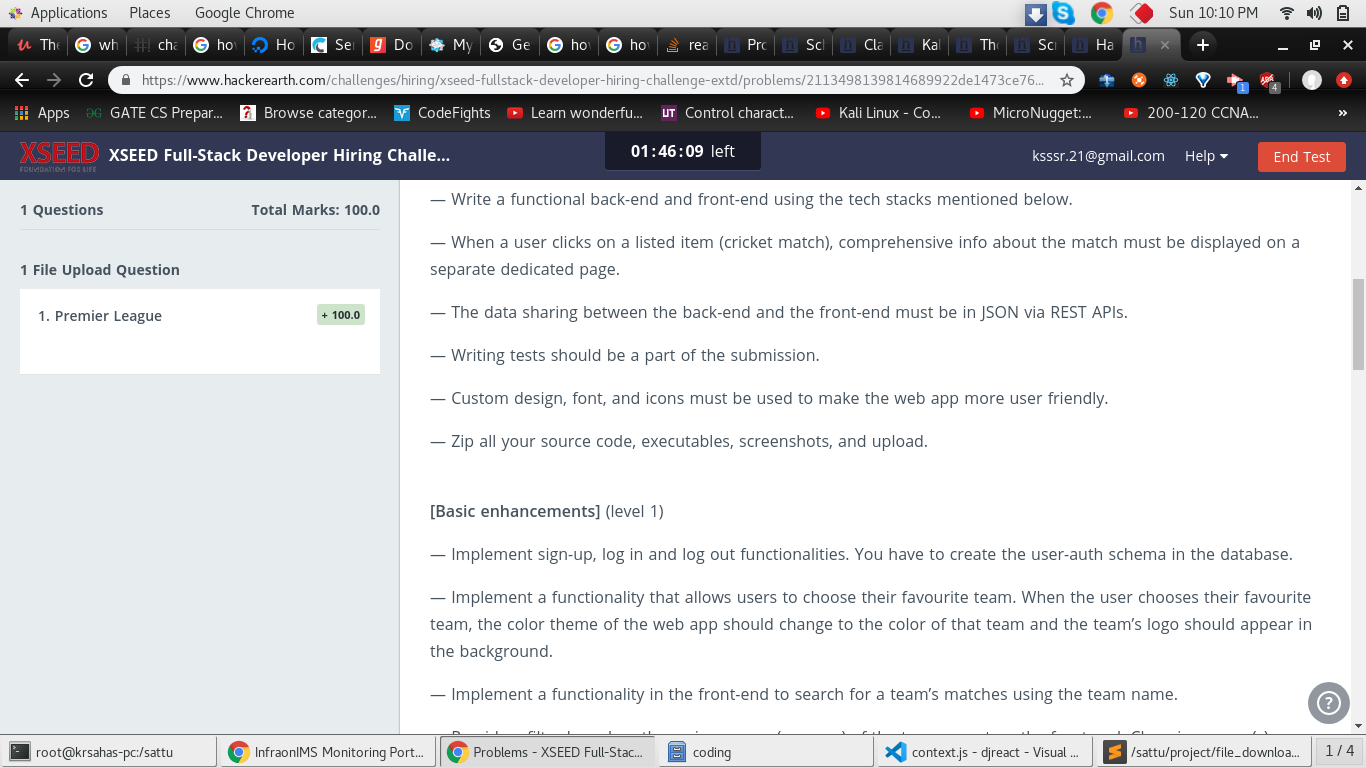 Applications Places Google Chrome Sun 10:10 PM
The wh cha hov Ho Se Do My Ge hov hov rea Pro Scl Cla Kal The Scr Ha
https://www.hackerearth.com/challenges/hiring/xseed-fullstack-developer-hiring-challenge-extd/problems/2113498139814689922de1473ce76...
1 4
Apps GATE CS Prepar... Browse categor... CodeFights Learn wonderfu... Control charact... Kali Linux - Co... MicroNugget:... 200-120 CCNA... »
XSEED FOUNDATION FOR LIFE XSEED Full-Stack Developer Hiring Challe... 01:46:09 left ksssr.21@gmail.com Help End Test
1 Questions Total Marks: 100.0
1 File Upload Question
1. Premier League + 100.0
— Write a functional back-end and front-end using the tech stacks mentioned below.
— When a user clicks on a listed item (cricket match), comprehensive info about the match must be displayed on a
separate dedicated page.
— The data sharing between the back-end and the front-end must be in JSON via REST APIs.
— Writing tests should be a part of the submission.
— Custom design, font, and icons must be used to make the web app more user friendly.
— Zip all your source code, executables, screenshots, and upload.
[Basic enhancements] (level 1)
— Implement sign-up, log in and log out functionalities. You have to create the user-auth schema in the database.
— Implement a functionality that allows users to choose their favourite team. When the user chooses their favourite
team, the color theme of the web app should change to the color of that team and the team's logo should appear in
the background.
— Implement a functionality in the front-end to search for a team's matches using the team name.
root@krsahas-pc:/sattu InfraonIMS Monitoring Port... Problems - XSEED Full-Stac... coding context.js - djreact - Visual ... /sattu/project/file_downloa... 1 / 4